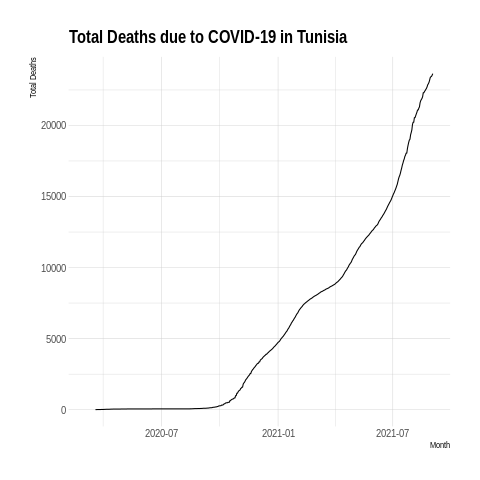 Total Deaths due to COVID-19 in Tunisia
Total Deaths
20000
15000
10000
5000
0
2020-07
2021-01
2021-07
Month